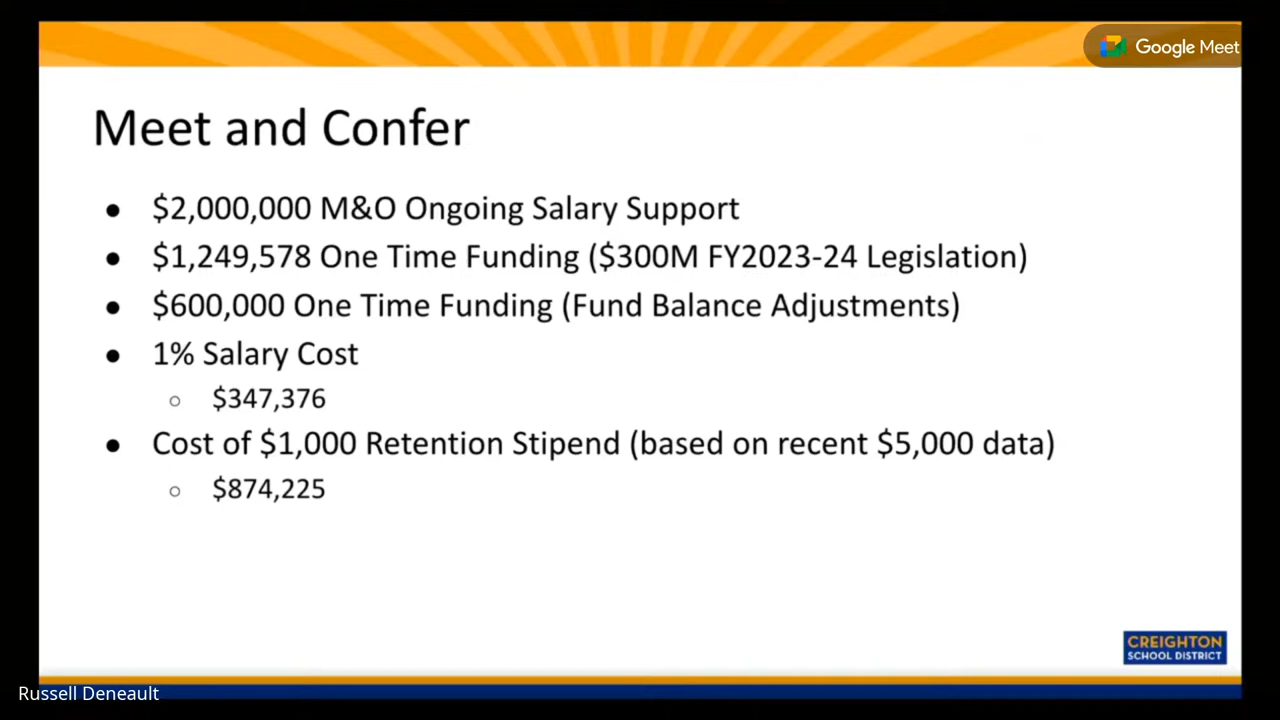 Google Meet
Meet and Confer
● $2,000,000 M&O Ongoing Salary Support
● $1,249,578 One Time Funding ($300M FY2023-24 Legislation)
● $600,000 One Time Funding (Fund Balance Adjustments)
● 1% Salary Cost
○ $347,376
● Cost of $1,000 Retention Stipend (based on recent $5,000 data)
○ $874,225
CREIGHTON
SCHOOL DISTRICT
Russell Deneault